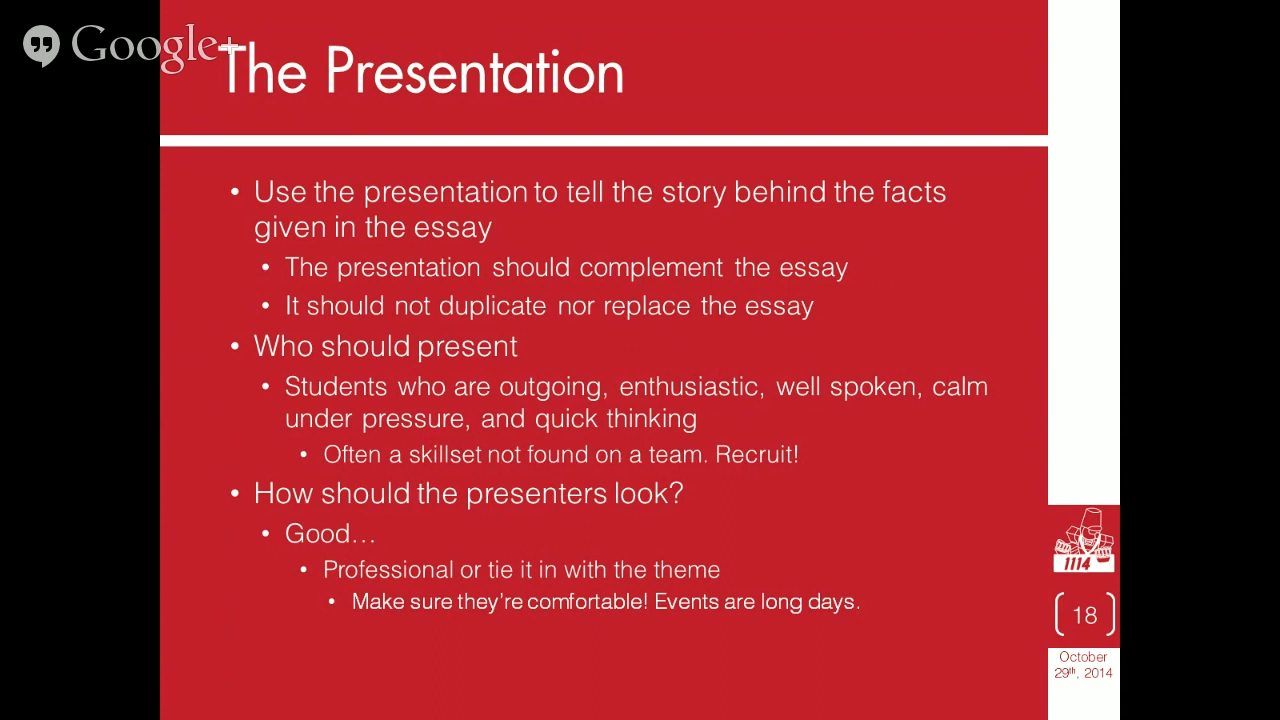 Google+
The Presentation
• Use the presentation to tell the story behind the facts
given in the essay
• The presentation should complement the essay
• It should not duplicate nor replace the essay
• Who should present
• Students who are outgoing, enthusiastic, well spoken, calm
under pressure, and quick thinking
• Often a skillset not found on a team. Recruit!
• How should the presenters look?
• Good...
• Professional or tie it in with the theme
• Make sure they're comfortable! Events are long days.
1114
18
October
29th, 2014